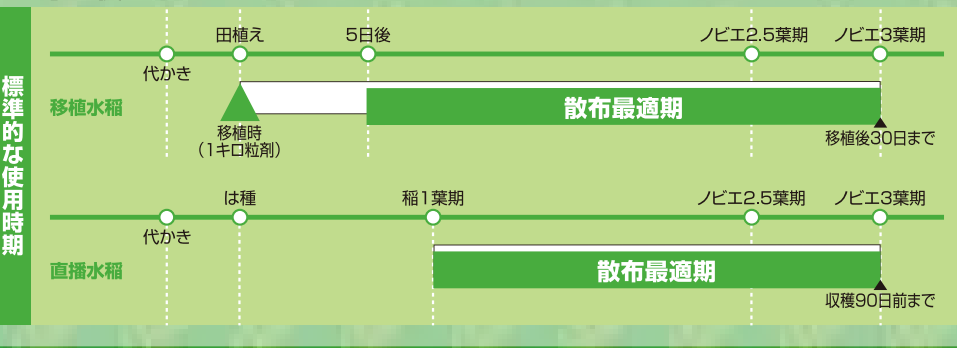 標準的な使用時期
田植え 5日後 ノビエ2.5葉期 ノビエ3葉期
代かき
移植水稲
散布最適期
移植時
（1キロ粒剤）
移植後30日まで
は種 稲1葉期 ノビエ2.5葉期 ノビエ3葉期
代かき
直播水稲
散布最適期
収穫90日前まで